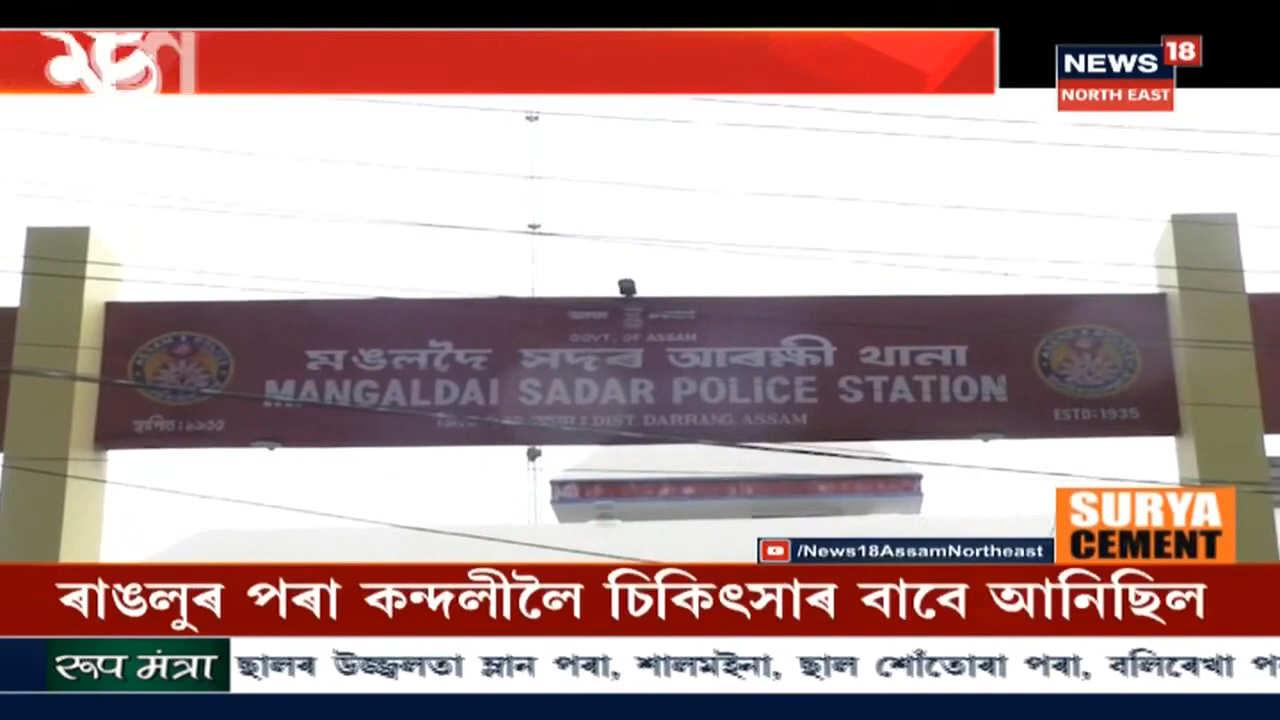 NEWS 18
NORTH EAST
GOVT. OF ASSAM
মঙলদৈ সদৰ আৰক্ষী থানা
MANGALDAI SADAR POLICE STATION
DIST DARRANG, ASSAM
স্থাপিত : ১৯৩৫
ESTD: 1935
SURYA
CEMENT
/News18AssamNortheast
ৰাঙলুৰ পৰা কন্দলীলৈ চিকিৎসাৰ বাবে আনিছিল
ৰূপ মংত্ৰা
ছালৰ উজ্জ্বলতা ম্লান পৰা, শালমইনা, ছাল শোঁতোৰা পৰা, বলিৰেখা